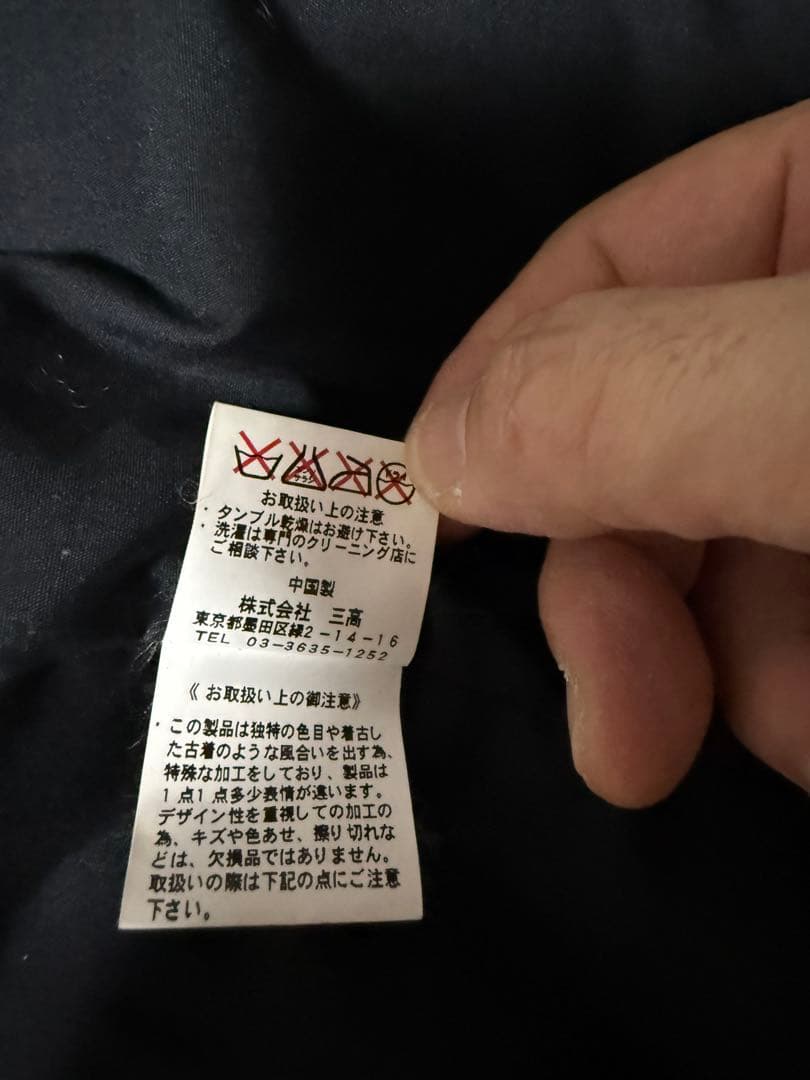 お取扱い上の注意
・タンブル乾燥はお避け下さい。
・洗濯は専門のクリーニング店に
ご相談下さい。
中国製
株式会社 三高
東京都墨田区緑2-14-16
TEL 03-3635-1252
《お取扱い上の御注意》
・この製品は独特の色目や着古し
た古着のような風合いを出す為、
特殊な加工をしており、製品は
1点1点多少表情が違います。
デザイン性を重視しての加工の
為、キズや色あせ、擦り切れな
どは、欠損品ではありません。
取扱いの際は下記の点にご注意
下さい。